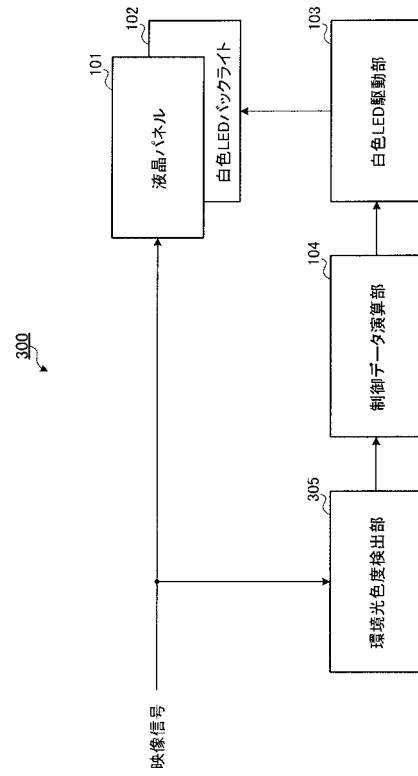 300
映像信号
101
液晶パネル
102
白色LEDバックライト
305
環境光色度検出部
104
制御データ演算部
103
白色LED駆動部